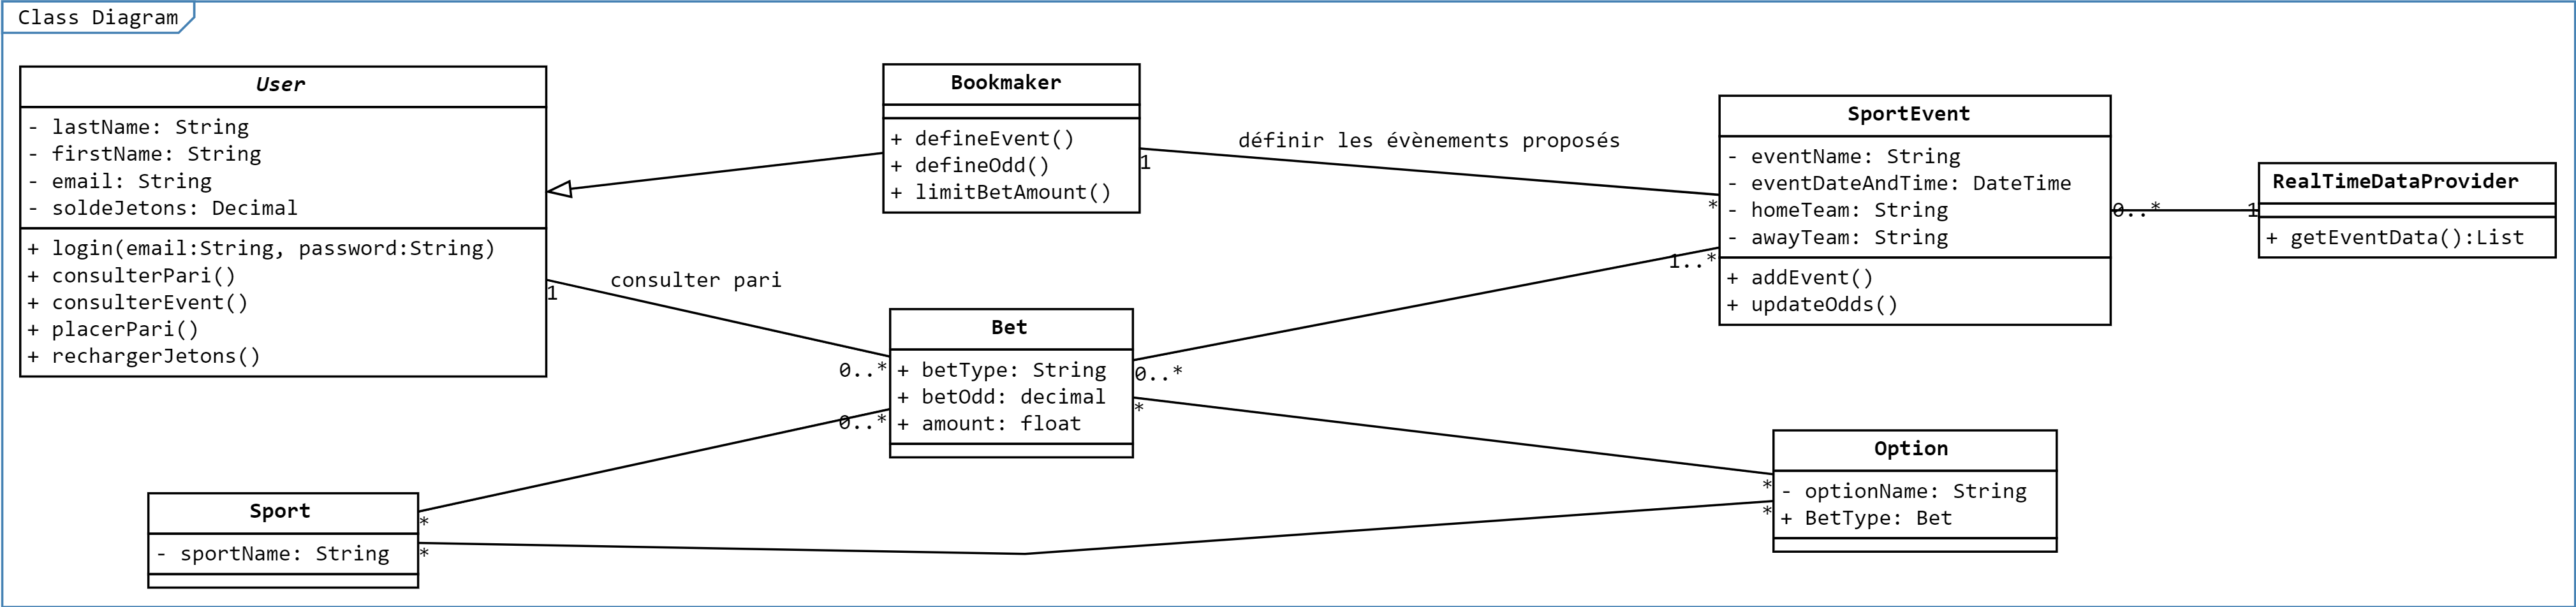 Class Diagram
User
- lastName: String
- firstName: String
- email: String
- soldeJetons: Decimal
+ login(email:String, password:String)
+ consulterPari()
+ consulterEvent()
+ placerPari()
+ rechargerJetons()
Bookmaker
+ defineEvent()
+ defineOdd()
+ limitBetAmount()
1
définir les évènements proposés
*
SportEvent
- eventName: String
- eventDateAndTime: DateTime
- homeTeam: String
- awayTeam: String
+ addEvent()
+ updateOdds()
0..*
1
RealTimeDataProvider
+ getEventData():List
1
consulter pari
0..*
Bet
+ betType: String
+ betOdd: decimal
+ amount: float
0..*
1..*
0..*
*
*
*
Option
- optionName: String
+ BetType: Bet
Sport
- sportName: String
*
*